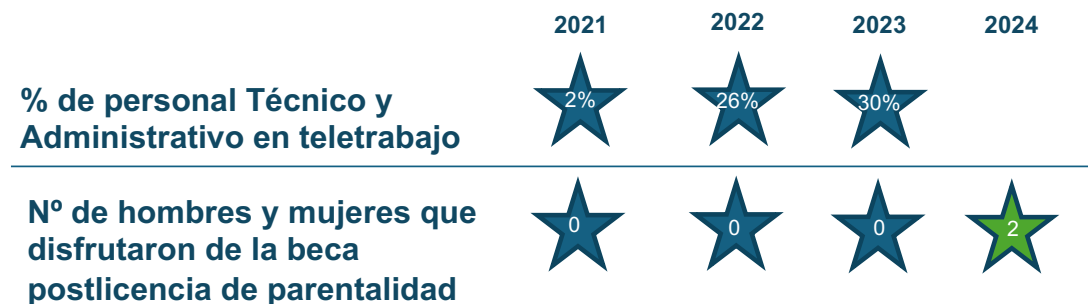 2021 2022 2023 2024
% de personal Técnico y
Administrativo en teletrabajo
2% 26% 30%
Nº de hombres y mujeres que
disfrutaron de la beca
postlicencia de parentalidad
0 0 0 2